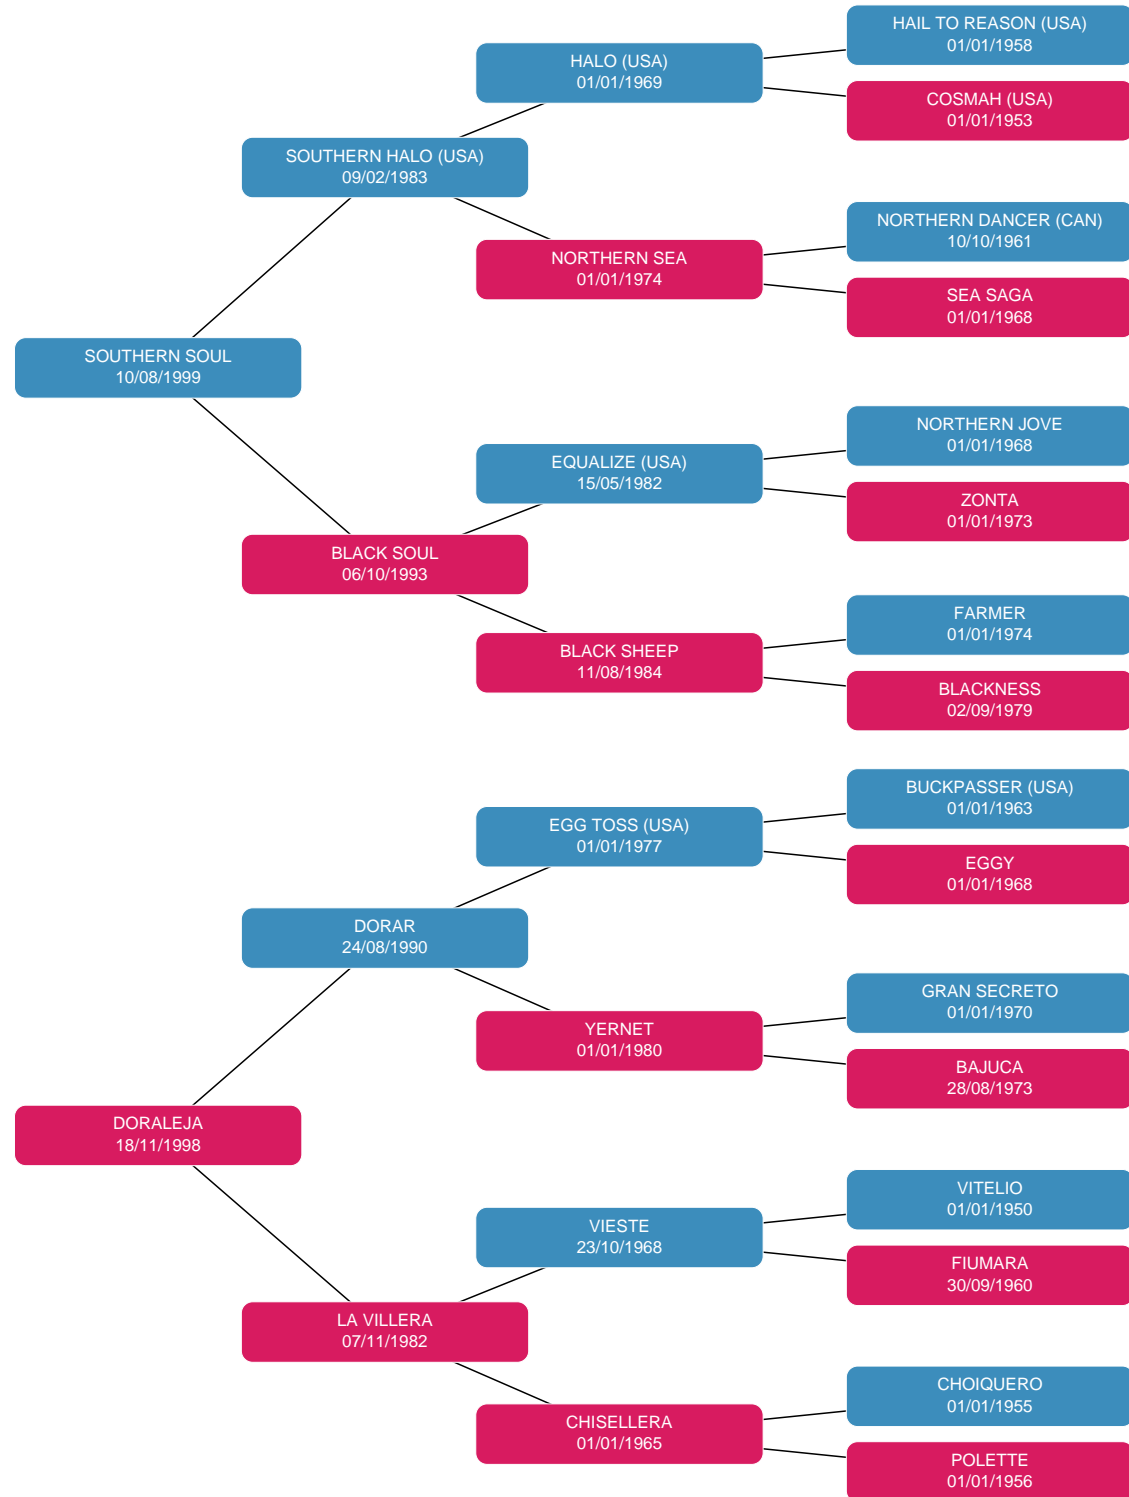 HAIL TO REASON (USA)
01/01/1958
HALO (USA)
01/01/1969
COSMAH (USA)
01/01/1953
SOUTHERN HALO (USA)
09/02/1983
NORTHERN DANCER (CAN)
10/10/1961
NORTHERN SEA
01/01/1974
SEA SAGA
01/01/1968
SOUTHERN SOUL
10/08/1999
NORTHERN JOVE
01/01/1968
EQUALIZE (USA)
15/05/1982
ZONTA
01/01/1973
BLACK SOUL
06/10/1993
FARMER
01/01/1974
BLACK SHEEP
11/08/1984
BLACKNESS
02/09/1979
BUCKPASSER (USA)
01/01/1963
EGG TOSS (USA)
01/01/1977
EGGY
01/01/1968
DORAR
24/08/1990
GRAN SECRETO
01/01/1970
YERNET
01/01/1980
BAJUCA
28/08/1973
DORALEJA
18/11/1998
VITELIO
01/01/1950
VIESTE
23/10/1968
FIUMARA
30/09/1960
LA VILLERA
07/11/1982
CHOIQUERO
01/01/1955
CHISELLERA
01/01/1965
POLETTE
01/01/1956